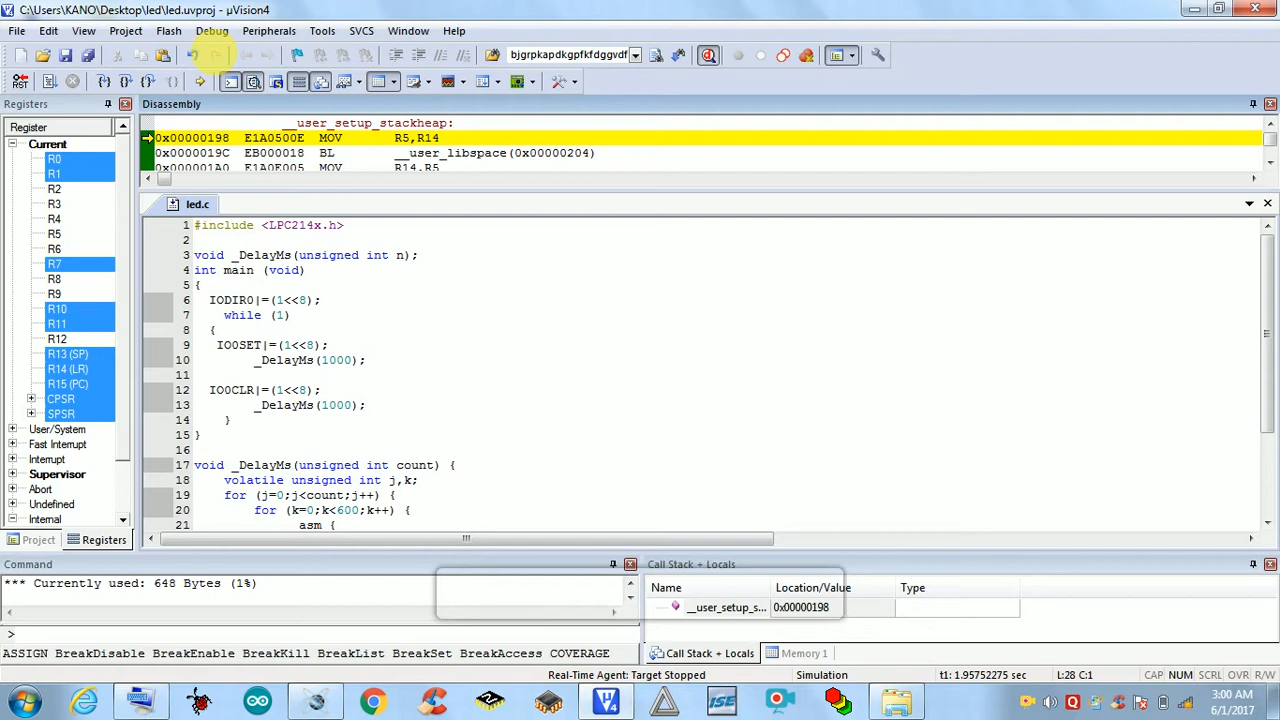 C:\Users\KANO\Desktop\led\led.uvproj - µVision4
File Edit View Project Flash Debug Peripherals Tools SVCS Window Help
bjgrpkapdkgpfkfdggvdf
RST
Registers
Disassembly
Register
Current
R0
R1
R2
R3
R4
R5
R6
R7
R8
R9
R10
R11
R12
R13 (SP)
R14 (LR)
R15 (PC)
CPSR
SPSR
User/System
Fast Interrupt
Interrupt
Supervisor
Abort
Undefined
Internal
Project Registers
__user_setup_stackheap:
0x00000198 E1A0500E MOV R5,R14
0x0000019C EB000018 BL __user_libspace(0x00000204)
0x000001A0 E1A0E005 MOV R14,R5
led.c
1 #include <LPC214x.h>
2
3 void _DelayMs(unsigned int n);
4 int main (void)
5 {
6 IODIR0|=(1<<8);
7 while (1)
8 {
9 IO0SET|=(1<<8);
10 _DelayMs(1000);
11
12 IO0CLR|=(1<<8);
13 _DelayMs(1000);
14 }
15 }
16
17 void _DelayMs(unsigned int count) {
18 volatile unsigned int j,k;
19 for (j=0;j<count;j++) {
20 for (k=0;k<600;k++) {
21 asm {
Command
*** Currently used: 648 Bytes (1%)
>
ASSIGN BreakDisable BreakEnable BreakKill BreakList BreakSet BreakAccess COVERAGE
Call Stack + Locals
Name Location/Value Type
__user_setup_s... 0x00000198
Call Stack + Locals Memory 1
Real-Time Agent: Target Stopped Simulation t1: 1.95752275 sec L:28 C:1 CAP NUM SCRL OVR R/W
ISE
3:00 AM
6/1/2017